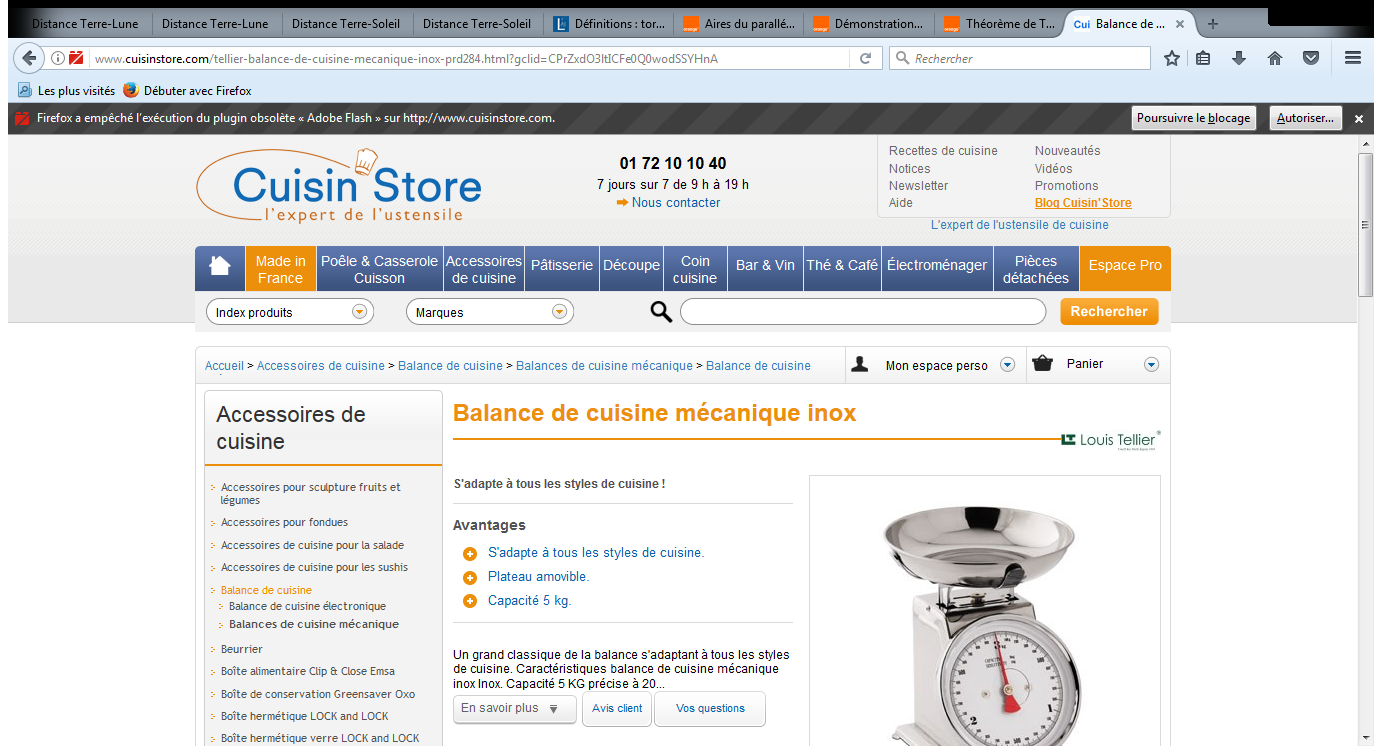 Distance Terre-Lune
Distance Terre-Lune
Distance Terre-Soleil
Distance Terre-Soleil
Définitions : tor...
Aires du parallé...
Démonstration...
Théorème de T...
Cui Balance de ...
www.cuisinstore.com/tellier-balance-de-cuisine-mecanique-inox-prd284.html?gclid=CPrZxdO3ltICFe0Q0wodSSYHnA
Rechercher
Les plus visités
Débuter avec Firefox
Firefox a empêché l'exécution du plugin obsolète « Adobe Flash » sur http://www.cuisinstore.com.
Poursuivre le blocage
Autoriser...
Cuisin'Store
l'expert de l'ustensile
01 72 10 10 40
7 jours sur 7 de 9 h à 19 h
Nous contacter
Recettes de cuisine
Nouveautés
Notices
Vidéos
Newsletter
Promotions
Aide
Blog Cuisin'Store
L'expert de l'ustensile de cuisine
Made in
France
Poêle & Casserole
Cuisson
Accessoires
de cuisine
Pâtisserie
Découpe
Coin
cuisine
Bar & Vin
Thé & Café
Électroménager
Pièces
détachées
Espace Pro
Index produits
Marques
Rechercher
Accueil > Accessoires de cuisine > Balance de cuisine > Balances de cuisine mécanique > Balance de cuisine
Mon espace perso
Panier
Accessoires de
cuisine
Accessoires pour sculpture fruits et
légumes
Accessoires pour fondues
Accessoires de cuisine pour la salade
Accessoires de cuisine pour les sushis
Balance de cuisine
Balance de cuisine électronique
Balances de cuisine mécanique
Beurrier
Boîte alimentaire Clip & Close Emsa
Boîte de conservation Greensaver Oxo
Boîte hermétique LOCK and LOCK
Boîte hermétique verre LOCK and LOCK
Balance de cuisine mécanique inox
LT Louis Tellier
S'adapte à tous les styles de cuisine !
Avantages
S'adapte à tous les styles de cuisine.
Plateau amovible.
Capacité 5 kg.
Un grand classique de la balance s'adaptant à tous les styles
de cuisine. Caractéristiques balance de cuisine mécanique
inox Inox. Capacité 5 KG précise à 20...
En savoir plus
Avis client
Vos questions
1
2